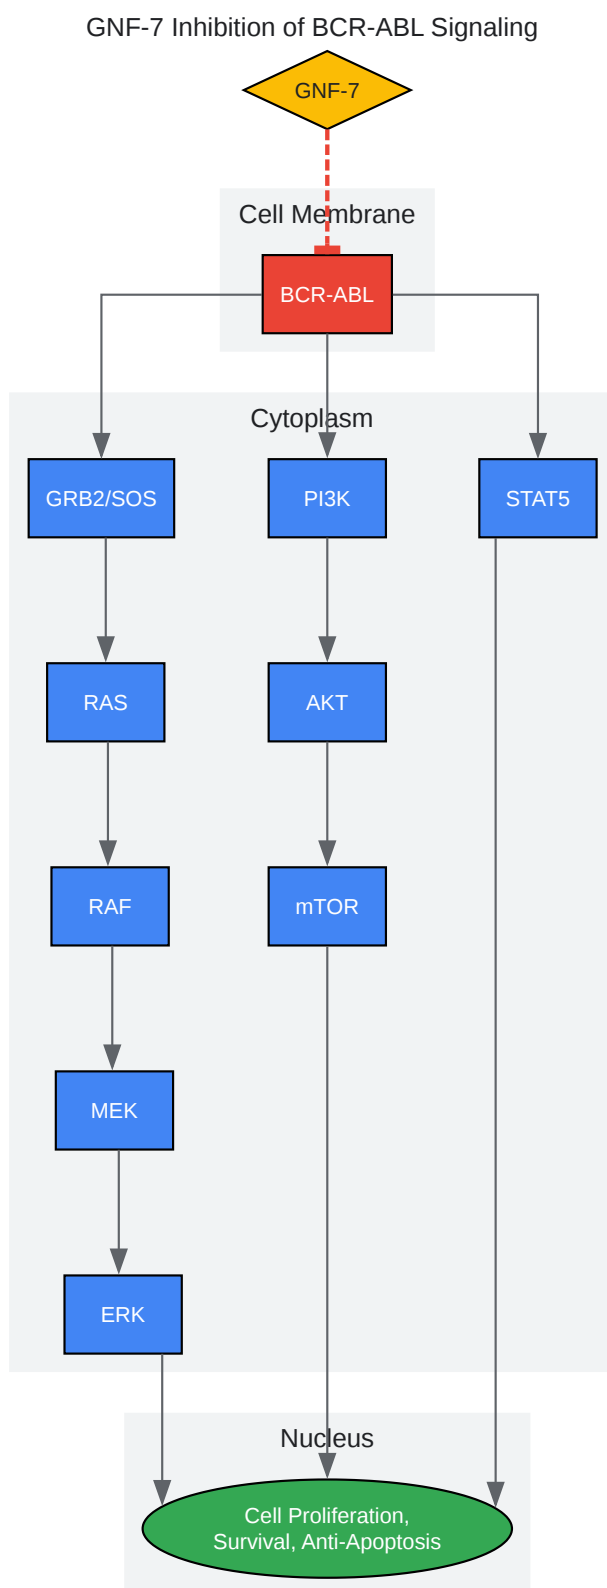 GNF-7 Inhibition of BCR-ABL Signaling
GNF-7
Cell Membrane
BCR-ABL
Cytoplasm
GRB2/SOS
PI3K
STAT5
RAS
AKT
RAF
mTOR
MEK
ERK
Nucleus
Cell Proliferation,
Survival, Anti-Apoptosis